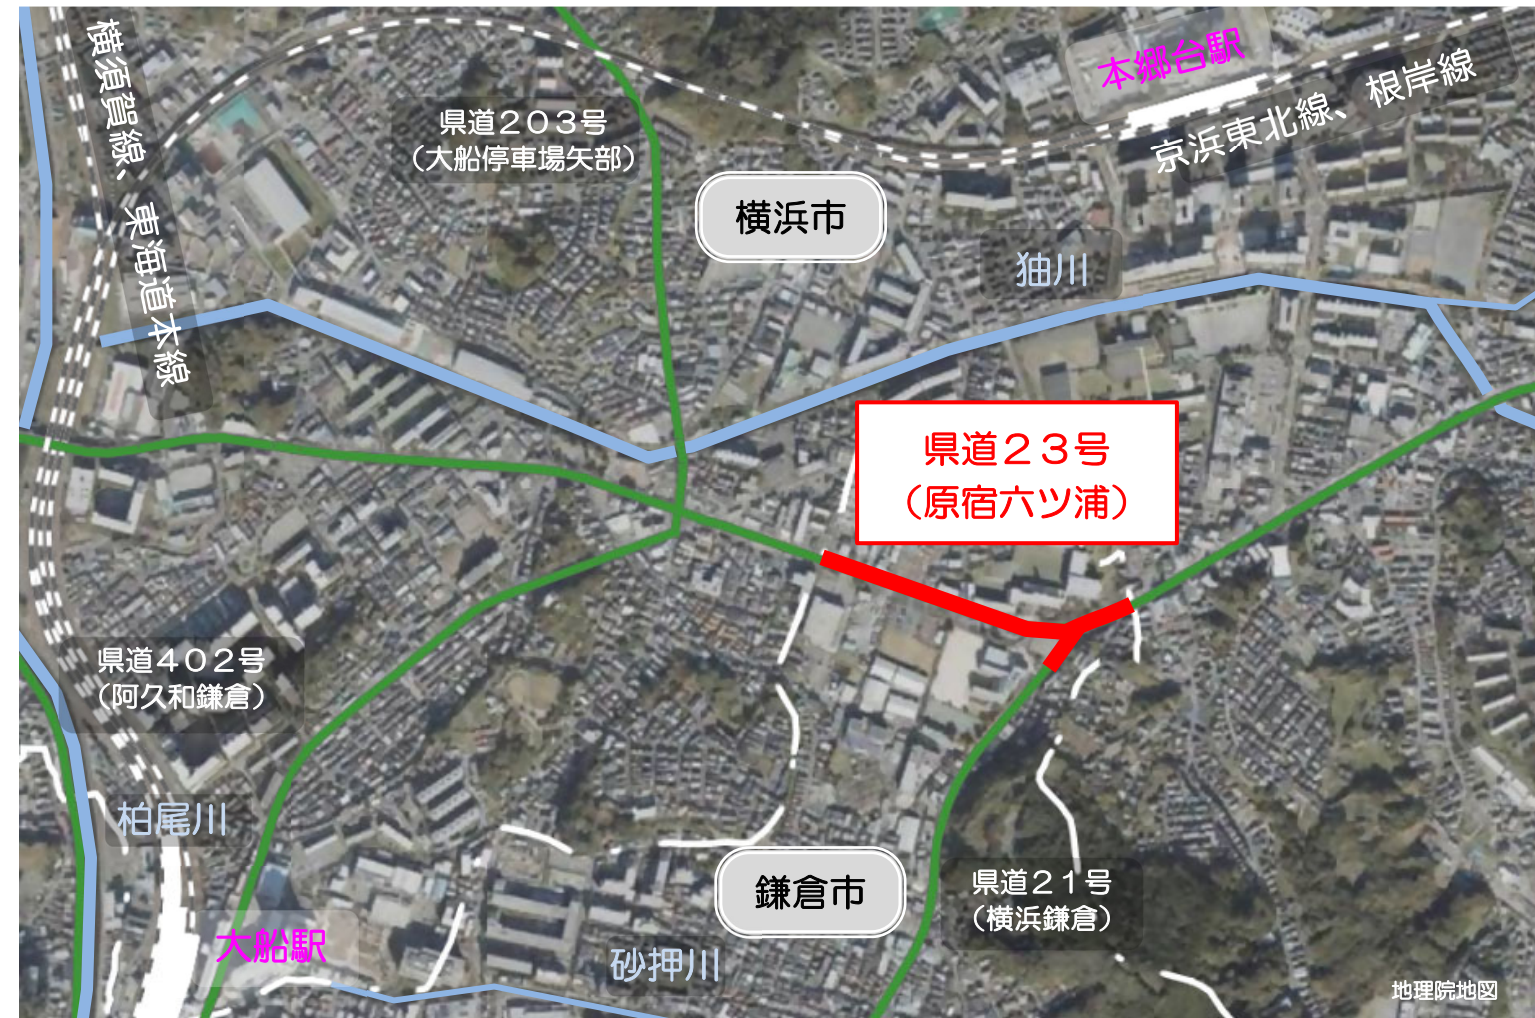 本郷台駅
横須賀線、東海道本線
京浜東北線、根岸線
県道203号
（大船停車場矢部）
横浜市
狆川
県道23号
（原宿六ツ浦）
県道402号
（阿久和鎌倉）
柏尾川
鎌倉市
県道21号
（横浜鎌倉）
大船駅
砂押川
地理院地図